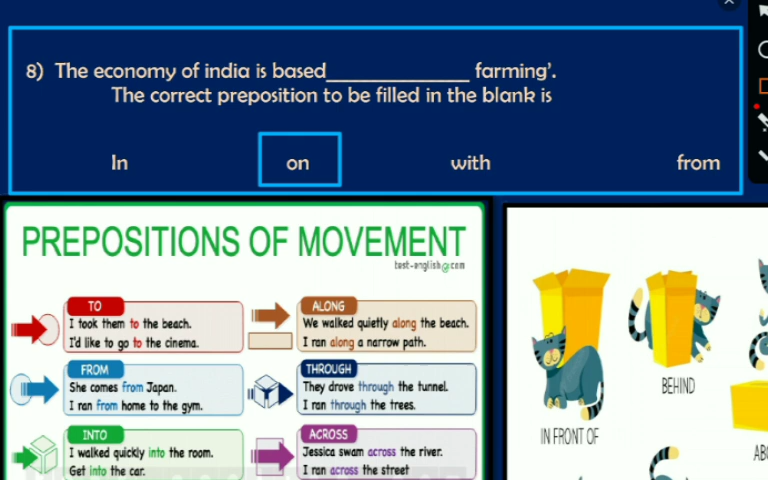 8) The economy of india is based______________ farming’.
The correct preposition to be filled in the blank is
In on with from
PREPOSITIONS OF MOVEMENT
test-english.com
TO
I took them to the beach.
I'd like to go to the cinema.
ALONG
We walked quietly along the beach.
I ran along a narrow path.
FROM
She comes from Japan.
I ran from home to the gym.
THROUGH
They drove through the tunnel.
I ran through the trees.
INTO
I walked quickly into the room.
Get into the car.
ACROSS
Jessica swam across the river.
I ran across the street
IN FRONT OF
BEHIND